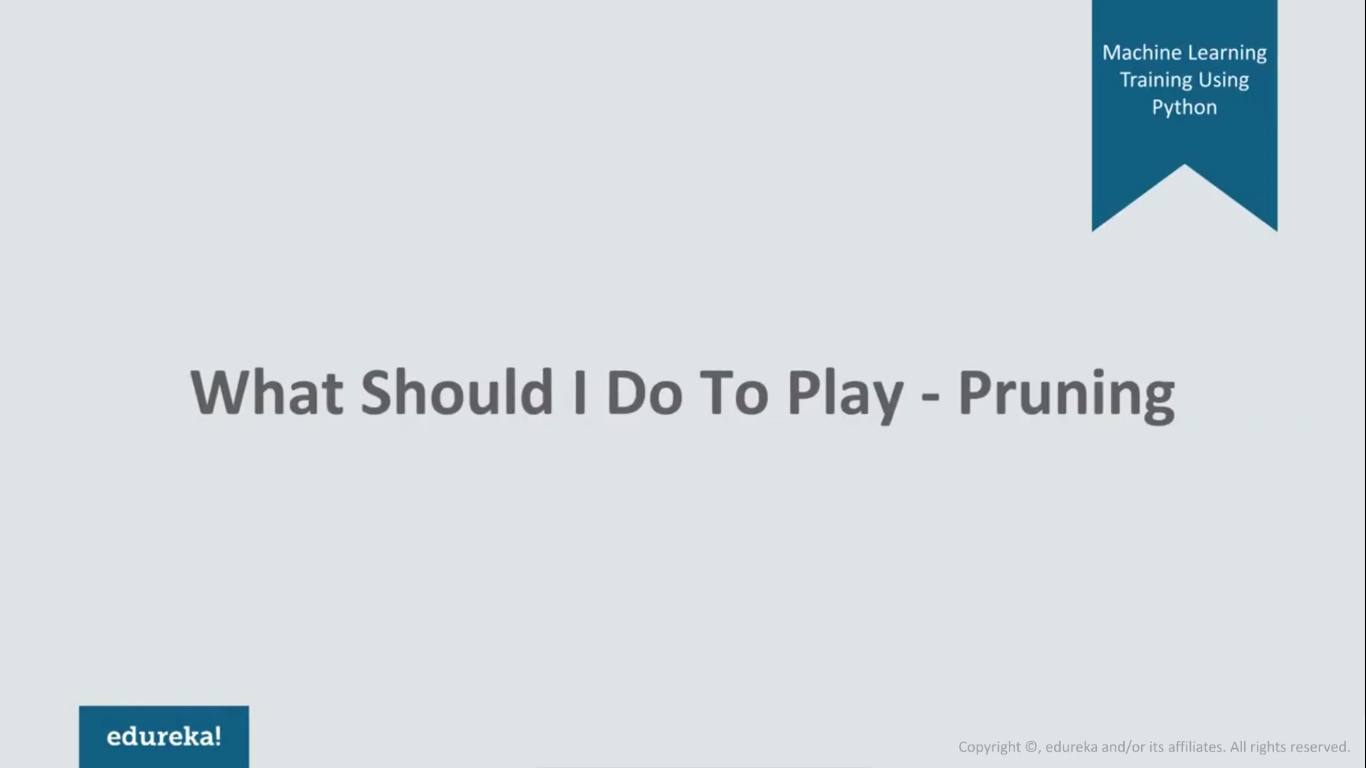 Machine Learning
Training Using
Python
What Should I Do To Play - Pruning
edureka!
Copyright ©, edureka and/or its affiliates. All rights reserved.